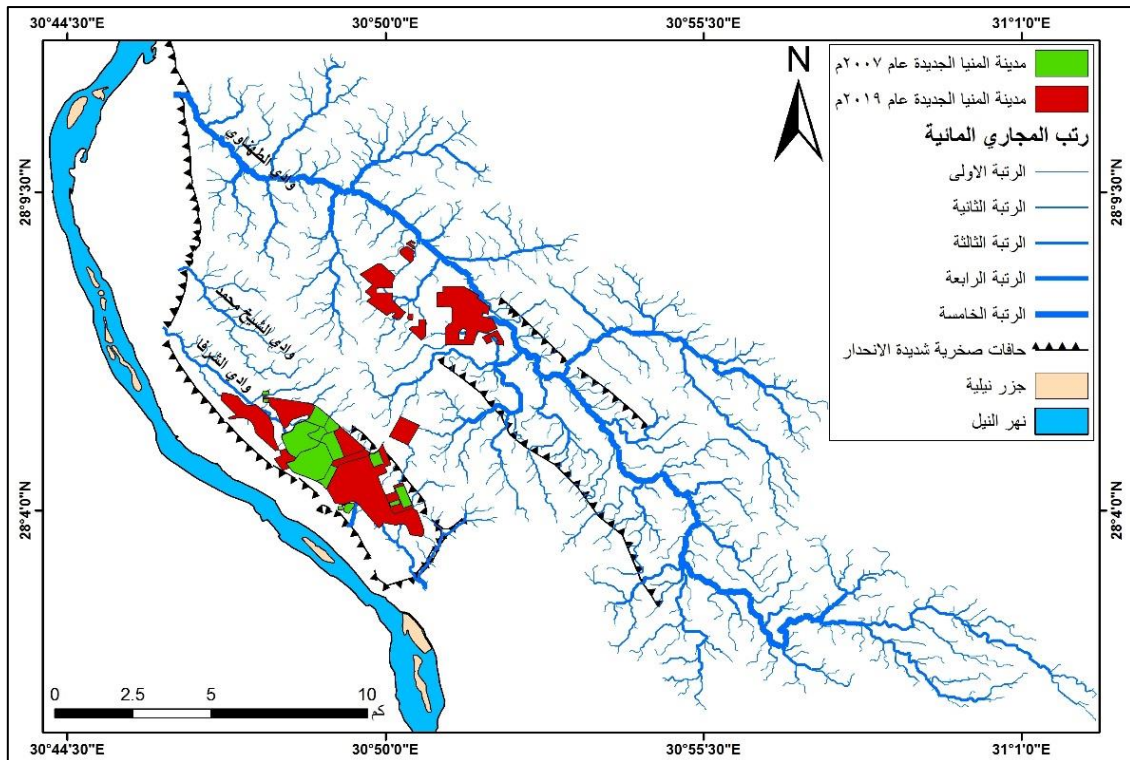 30°44'30"E 30°50'0"E 30°55'30"E 31°1'0"E
N
مدينة المنيا الجديدة عام ٢٠٠٧م
مدينة المنيا الجديدة عام ٢٠١٩م
رتب المجاري المائية
الرتبة الاولى
الرتبة الثانية
الرتبة الثالثة
الرتبة الرابعة
الرتبة الخامسة
حافات صخرية شديدة الانحدار
جزر نيلية
نهر النيل
وادي الطهناوي
وادي الشيخ محمد
وادي الشرفا
28°9'30"N
28°9'30"N
28°4'0"N
28°4'0"N
0 2.5 5 10
كم
30°44'30"E 30°50'0"E 30°55'30"E 31°1'0"E